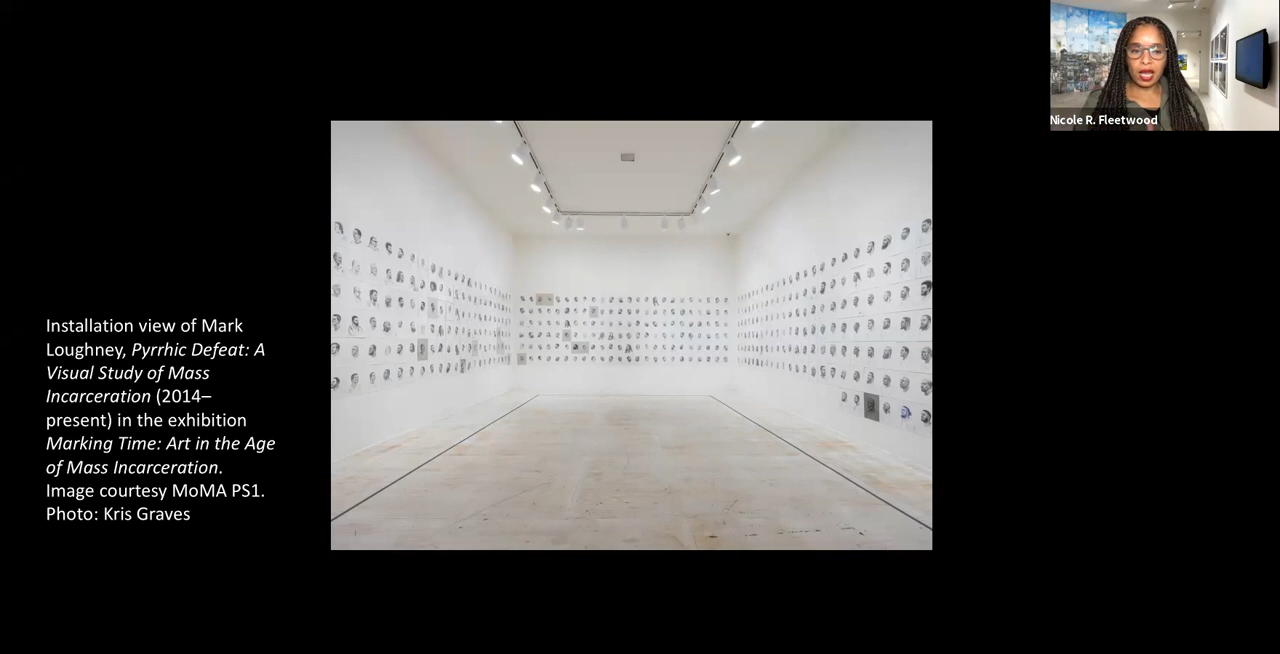 Nicole R. Fleetwood
Installation view of Mark
Loughney, Pyrrhic Defeat: A
Visual Study of Mass
Incarceration (2014–
present) in the exhibition
Marking Time: Art in the Age
of Mass Incarceration.
Image courtesy MoMA PS1.
Photo: Kris Graves